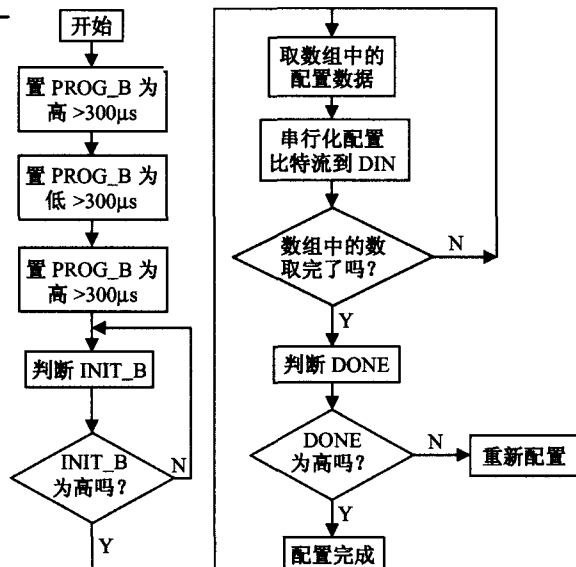 开始
置 PROG_B 为
高 >300μs
置 PROG_B 为
低 >300μs
置 PROG_B 为
高 >300μs
判断 INIT_B
INIT_B
为高吗?
N
Y
取数组中的
配置数据
串行化配置
比特流到 DIN
数组中的数
取完了吗?
N
Y
判断 DONE
DONE
为高吗?
N
重新配置
Y
配置完成